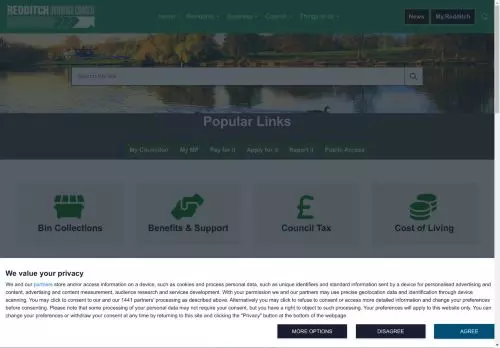 REDDITCH BOROUGH COUNCIL
Home Residents Business Council Things to do News My Redditch
Search the site
Popular Links
My Councillor My MP Pay for it Apply for it Report it Public Access
Bin Collections Benefits & Support Council Tax Cost of Living
We value your privacy
We and our partners store and/or access information on a device, such as cookies and process personal data, such as unique identifiers and standard information sent by a device for personalised advertising and
content, advertising and content measurement, audience research and services development. With your permission we and our partners may use precise geolocation data and identification through device
scanning. You may click to consent to our and our 1441 partners' processing as described above. Alternatively you may click to refuse to consent or access more detailed information and change your preferences
before consenting. Please note that some processing of your personal data may not require your consent, but you have a right to object to such processing. Your preferences will apply to this website only. You can
change your preferences or withdraw your consent at any time by returning to this site and clicking the "Privacy" button at the bottom of the webpage.
MORE OPTIONS DISAGREE AGREE